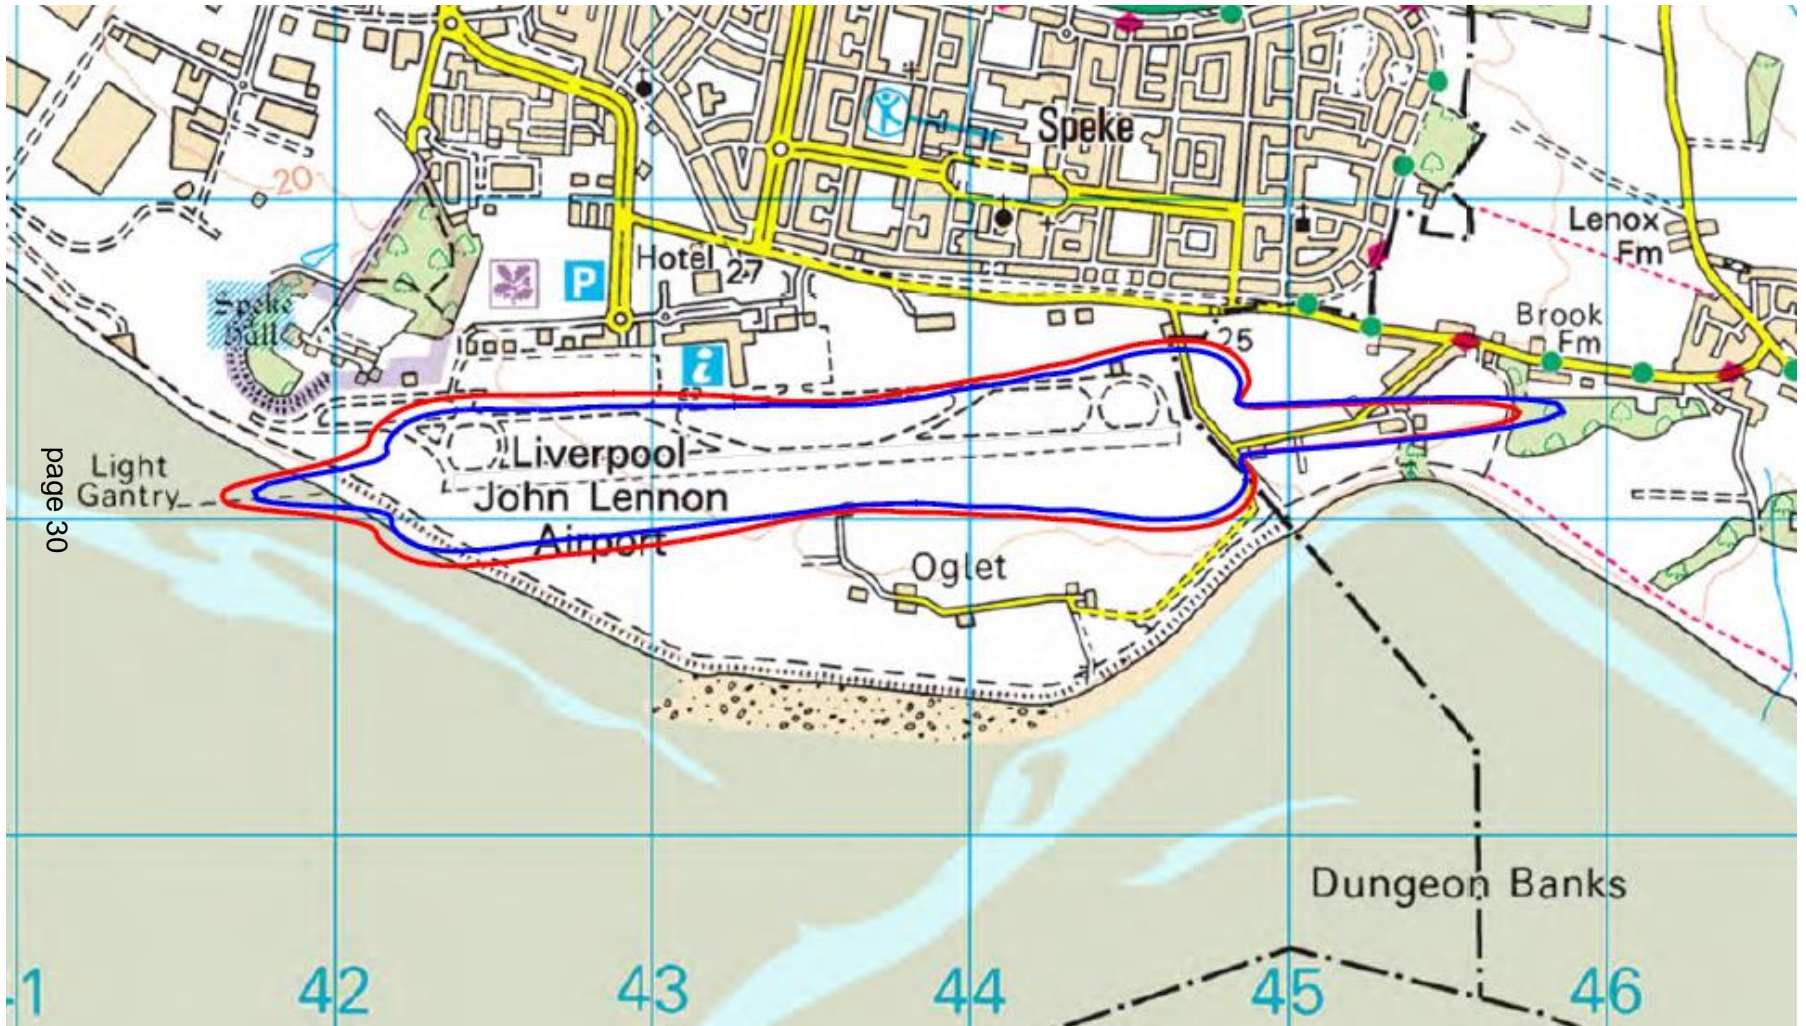 Speke
20
Lenox
Fm
Hotel 27
P
Speke
Hall
i
25
Brook
Fm
Light
Gantry
page 30
Liverpool
John Lennon
Airport
Oglet
Dungeon Banks
1
42
43
44
45
46